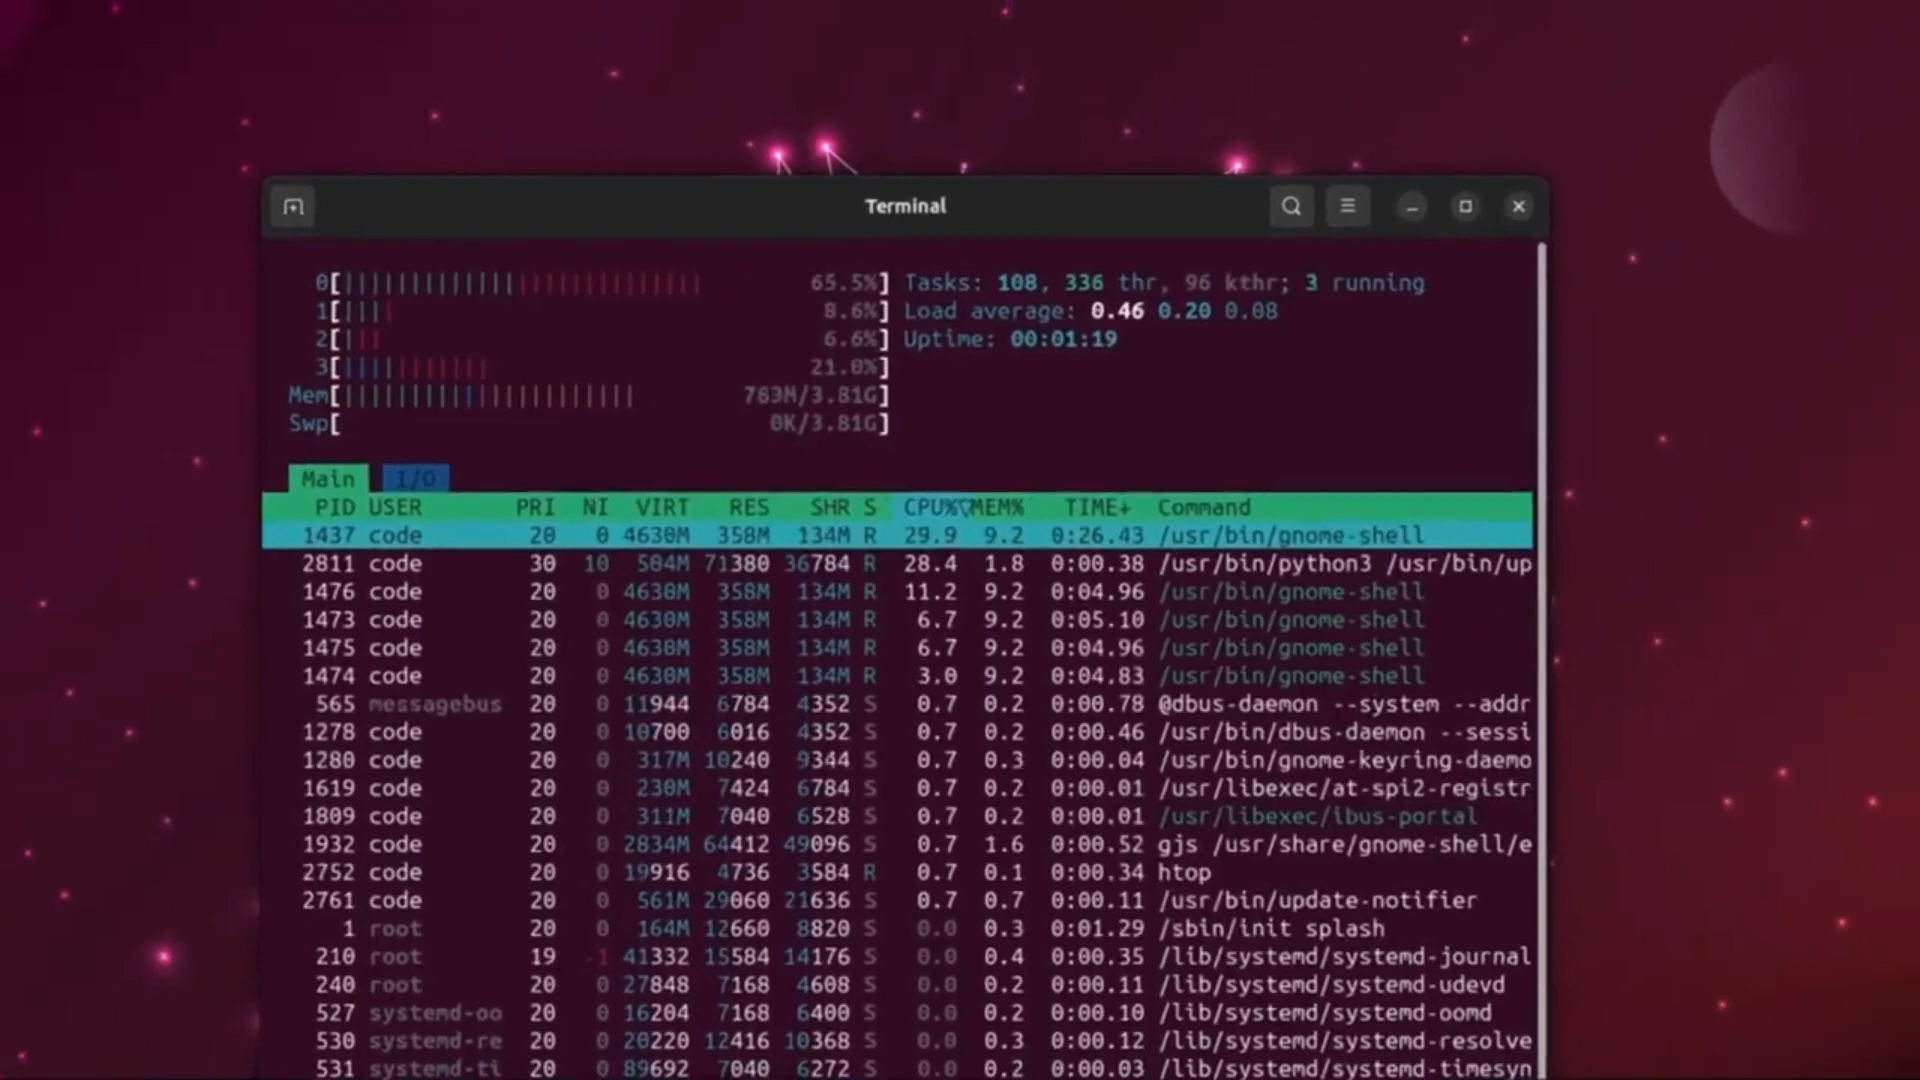 Terminal
0[ 65.5%] Tasks: 108, 336 thr, 96 kthr; 3 running
1[ 8.6%] Load average: 0.46 0.20 0.08
2[ 6.6%] Uptime: 00:01:19
3[ 21.0%]
Mem[ 783M/3.81G]
Swp[ 0K/3.81G]
Main I/O
PID USER PRI NI VIRT RES SHR S CPU%▽MEM% TIME+ Command
1437 code 20 0 4630M 358M 134M R 29.9 9.2 0:26.43 /usr/bin/gnome-shell
2811 code 30 10 504M 71380 36784 R 28.4 1.8 0:00.38 /usr/bin/python3 /usr/bin/up
1476 code 20 0 4630M 358M 134M R 11.2 9.2 0:04.96 /usr/bin/gnome-shell
1473 code 20 0 4630M 358M 134M R 6.7 9.2 0:05.10 /usr/bin/gnome-shell
1475 code 20 0 4630M 358M 134M R 6.7 9.2 0:04.96 /usr/bin/gnome-shell
1474 code 20 0 4630M 358M 134M R 3.0 9.2 0:04.83 /usr/bin/gnome-shell
565 messagebus 20 0 11944 6784 4352 S 0.7 0.2 0:00.78 @dbus-daemon --system --addr
1278 code 20 0 10700 6016 4352 S 0.7 0.2 0:00.46 /usr/bin/dbus-daemon --sessi
1280 code 20 0 317M 10240 9344 S 0.7 0.3 0:00.04 /usr/bin/gnome-keyring-daemo
1619 code 20 0 230M 7424 6784 S 0.7 0.2 0:00.01 /usr/libexec/at-spi2-registr
1809 code 20 0 311M 7040 6528 S 0.7 0.2 0:00.01 /usr/libexec/ibus-portal
1932 code 20 0 2834M 64412 49096 S 0.7 1.6 0:00.52 gjs /usr/share/gnome-shell/e
2752 code 20 0 19916 4736 3584 R 0.7 0.1 0:00.34 htop
2761 code 20 0 561M 29060 21636 S 0.7 0.7 0:00.11 /usr/bin/update-notifier
1 root 20 0 164M 12660 8820 S 0.0 0.3 0:01.29 /sbin/init splash
210 root 19 -1 41332 15584 14176 S 0.0 0.4 0:00.35 /lib/systemd/systemd-journal
240 root 20 0 27848 7168 4608 S 0.0 0.2 0:00.11 /lib/systemd/systemd-udevd
527 systemd-oo 20 0 16204 7168 6400 S 0.0 0.2 0:00.10 /lib/systemd/systemd-oomd
530 systemd-re 20 0 20220 12416 10368 S 0.0 0.3 0:00.12 /lib/systemd/systemd-resolve
531 systemd-ti 20 0 89692 7040 6272 S 0.0 0.2 0:00.03 /lib/systemd/systemd-timesyn